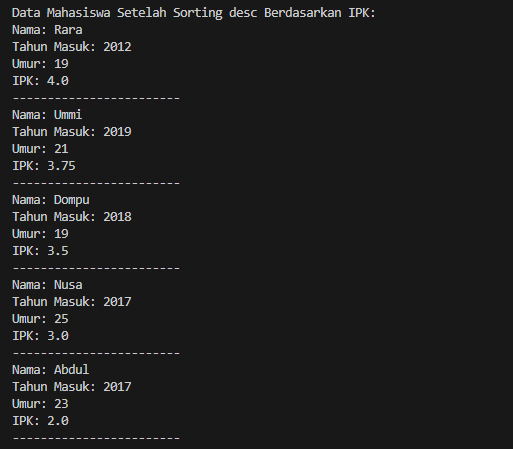 Data Mahasiswa Setelah Sorting desc Berdasarkan IPK:
Nama: Rara
Tahun Masuk: 2012
Umur: 19
IPK: 4.0
------------------------
Nama: Ummi
Tahun Masuk: 2019
Umur: 21
IPK: 3.75
------------------------
Nama: Dompu
Tahun Masuk: 2018
Umur: 19
IPK: 3.5
------------------------
Nama: Nusa
Tahun Masuk: 2017
Umur: 25
IPK: 3.0
------------------------
Nama: Abdul
Tahun Masuk: 2017
Umur: 23
IPK: 2.0
------------------------